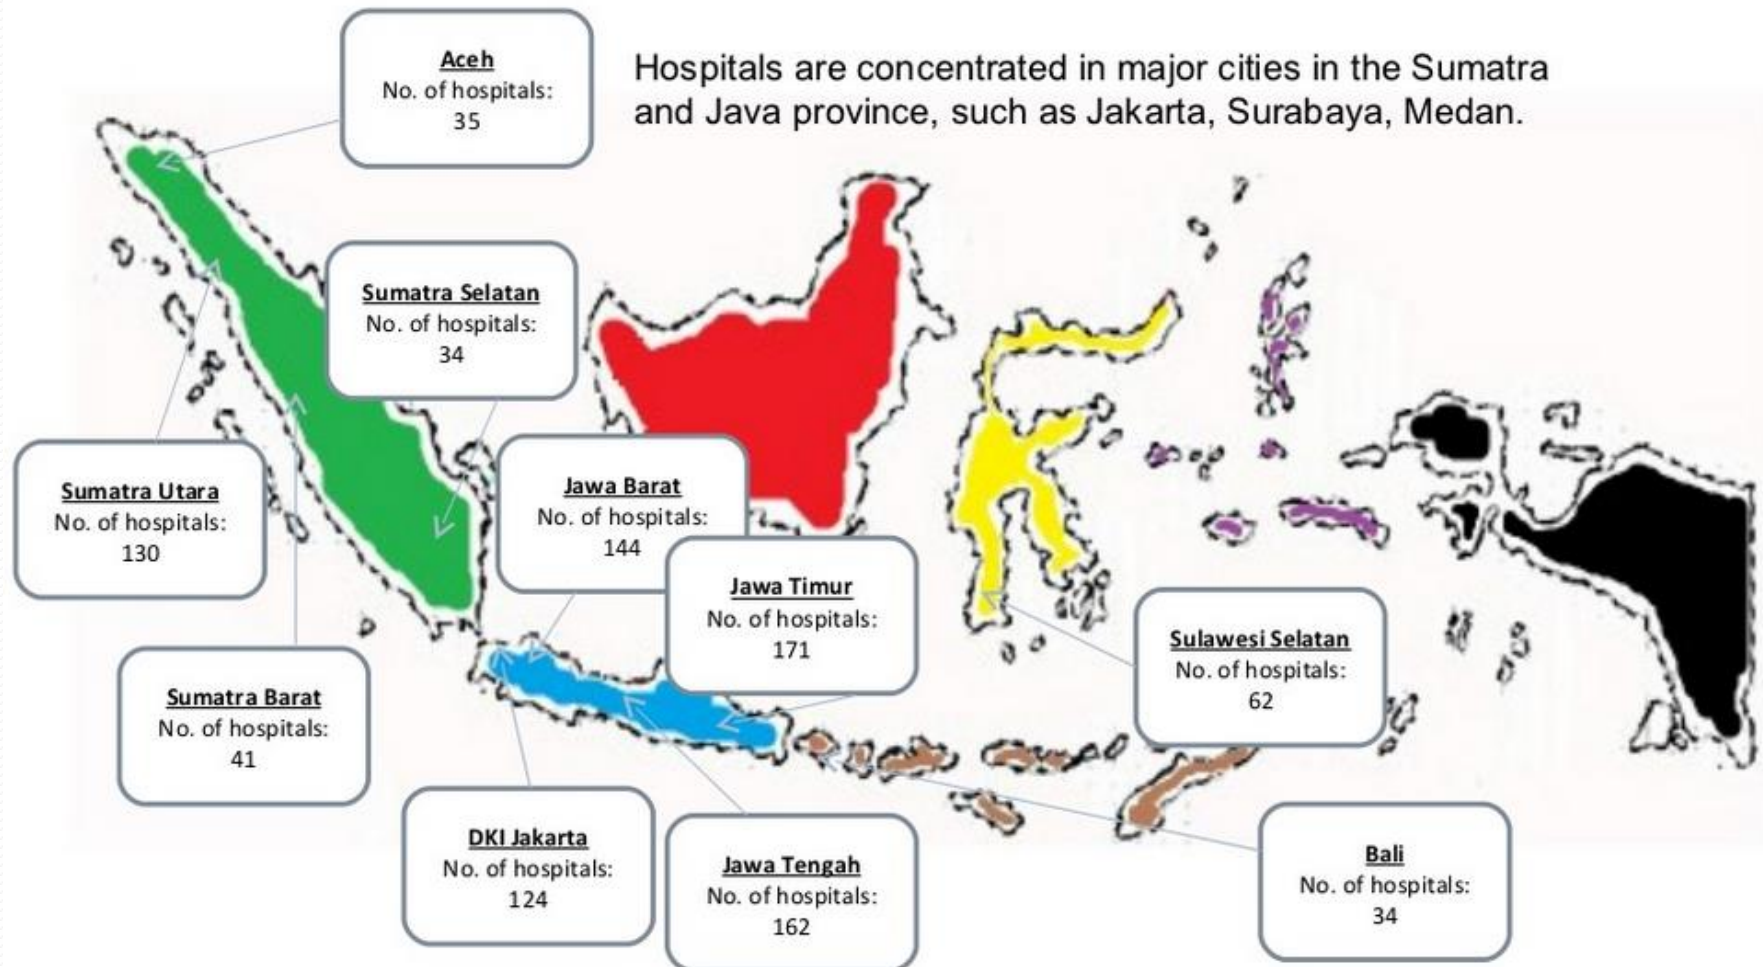 Hospitals are concentrated in major cities in the Sumatra
and Java province, such as Jakarta, Surabaya, Medan.
Aceh
No. of hospitals:
35
Sumatra Selatan
No. of hospitals:
34
Sumatra Utara
No. of hospitals:
130
Jawa Barat
No. of hospitals:
144
Jawa Timur
No. of hospitals:
171
Sulawesi Selatan
No. of hospitals:
62
Sumatra Barat
No. of hospitals:
41
DKI Jakarta
No. of hospitals:
124
Jawa Tengah
No. of hospitals:
162
Bali
No. of hospitals:
34